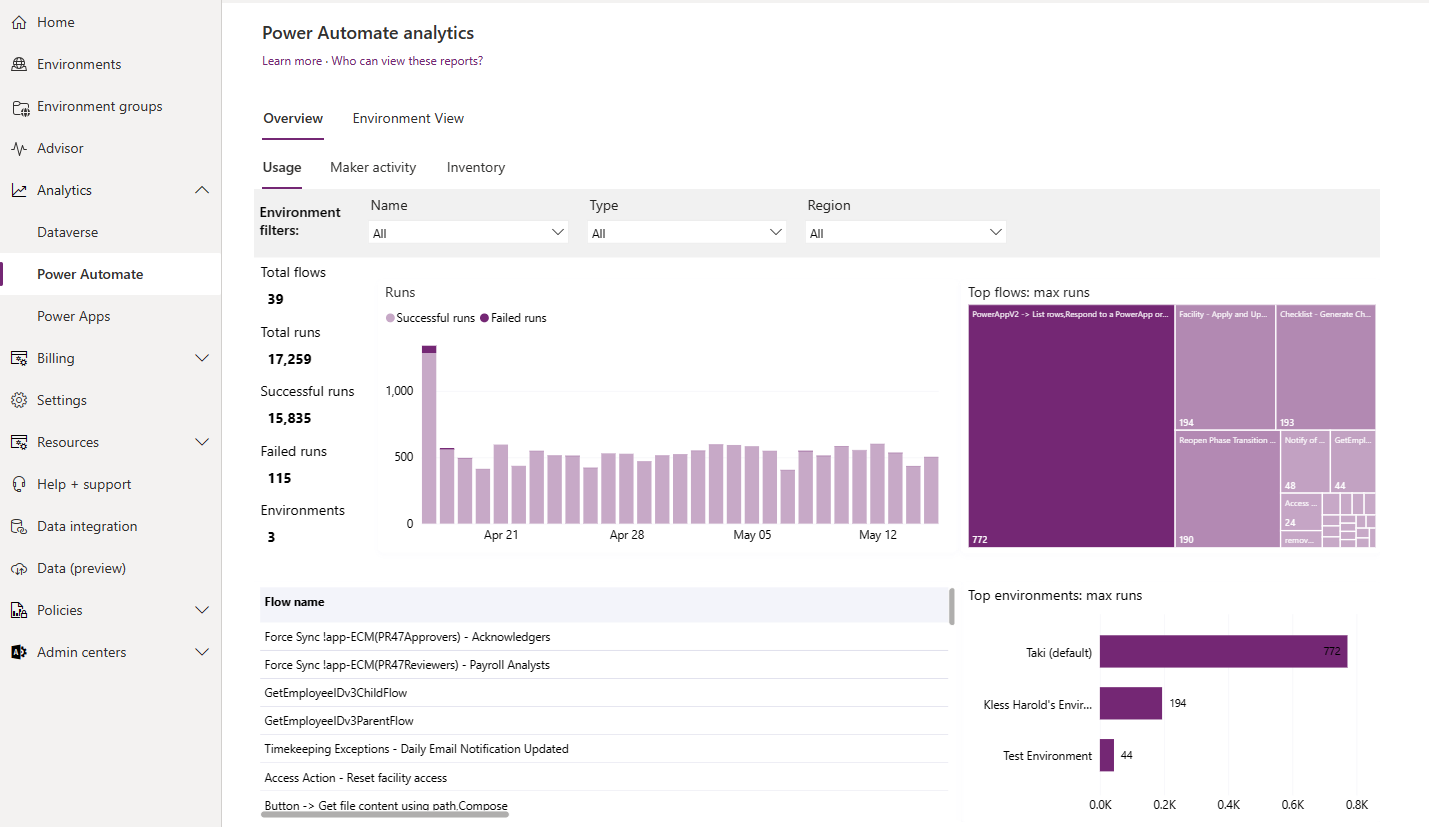 Home
Environments
Environment groups
Advisor
Analytics
Dataverse
Power Automate
Power Apps
Billing
Settings
Resources
Help + support
Data integration
Data (preview)
Policies
Admin centers
Power Automate analytics
Learn more · Who can view these reports?
Overview
Environment View
Usage
Maker activity
Inventory
Environment
filters:
Name
All
Type
All
Region
All
Total flows
39
Total runs
17,259
Successful runs
15,835
Failed runs
115
Environments
3
Runs
Successful runs
Failed runs
1,000
500
0
Apr 21
Apr 28
May 05
May 12
Top flows: max runs
PowerAppV2 -> List rows,Respond to a PowerApp or...
772
Facility - Apply and Up...
194
Checklist - Generate Ch...
193
Reopen Phase Transition ...
190
Notify of ...
48
GetEmpl...
44
Access ...
24
remov...
Flow name
Force Sync !app-ECM(PR47Approvers) - Acknowledgers
Force Sync !app-ECM(PR47Reviewers) - Payroll Analysts
GetEmployeeIDv3ChildFlow
GetEmployeeIDv3ParentFlow
Timekeeping Exceptions - Daily Email Notification Updated
Access Action - Reset facility access
Button -> Get file content using path,Compose
Top environments: max runs
Taki (default)
772
Kless Harold's Envir...
194
Test Environment
44
0.0K
0.2K
0.4K
0.6K
0.8K